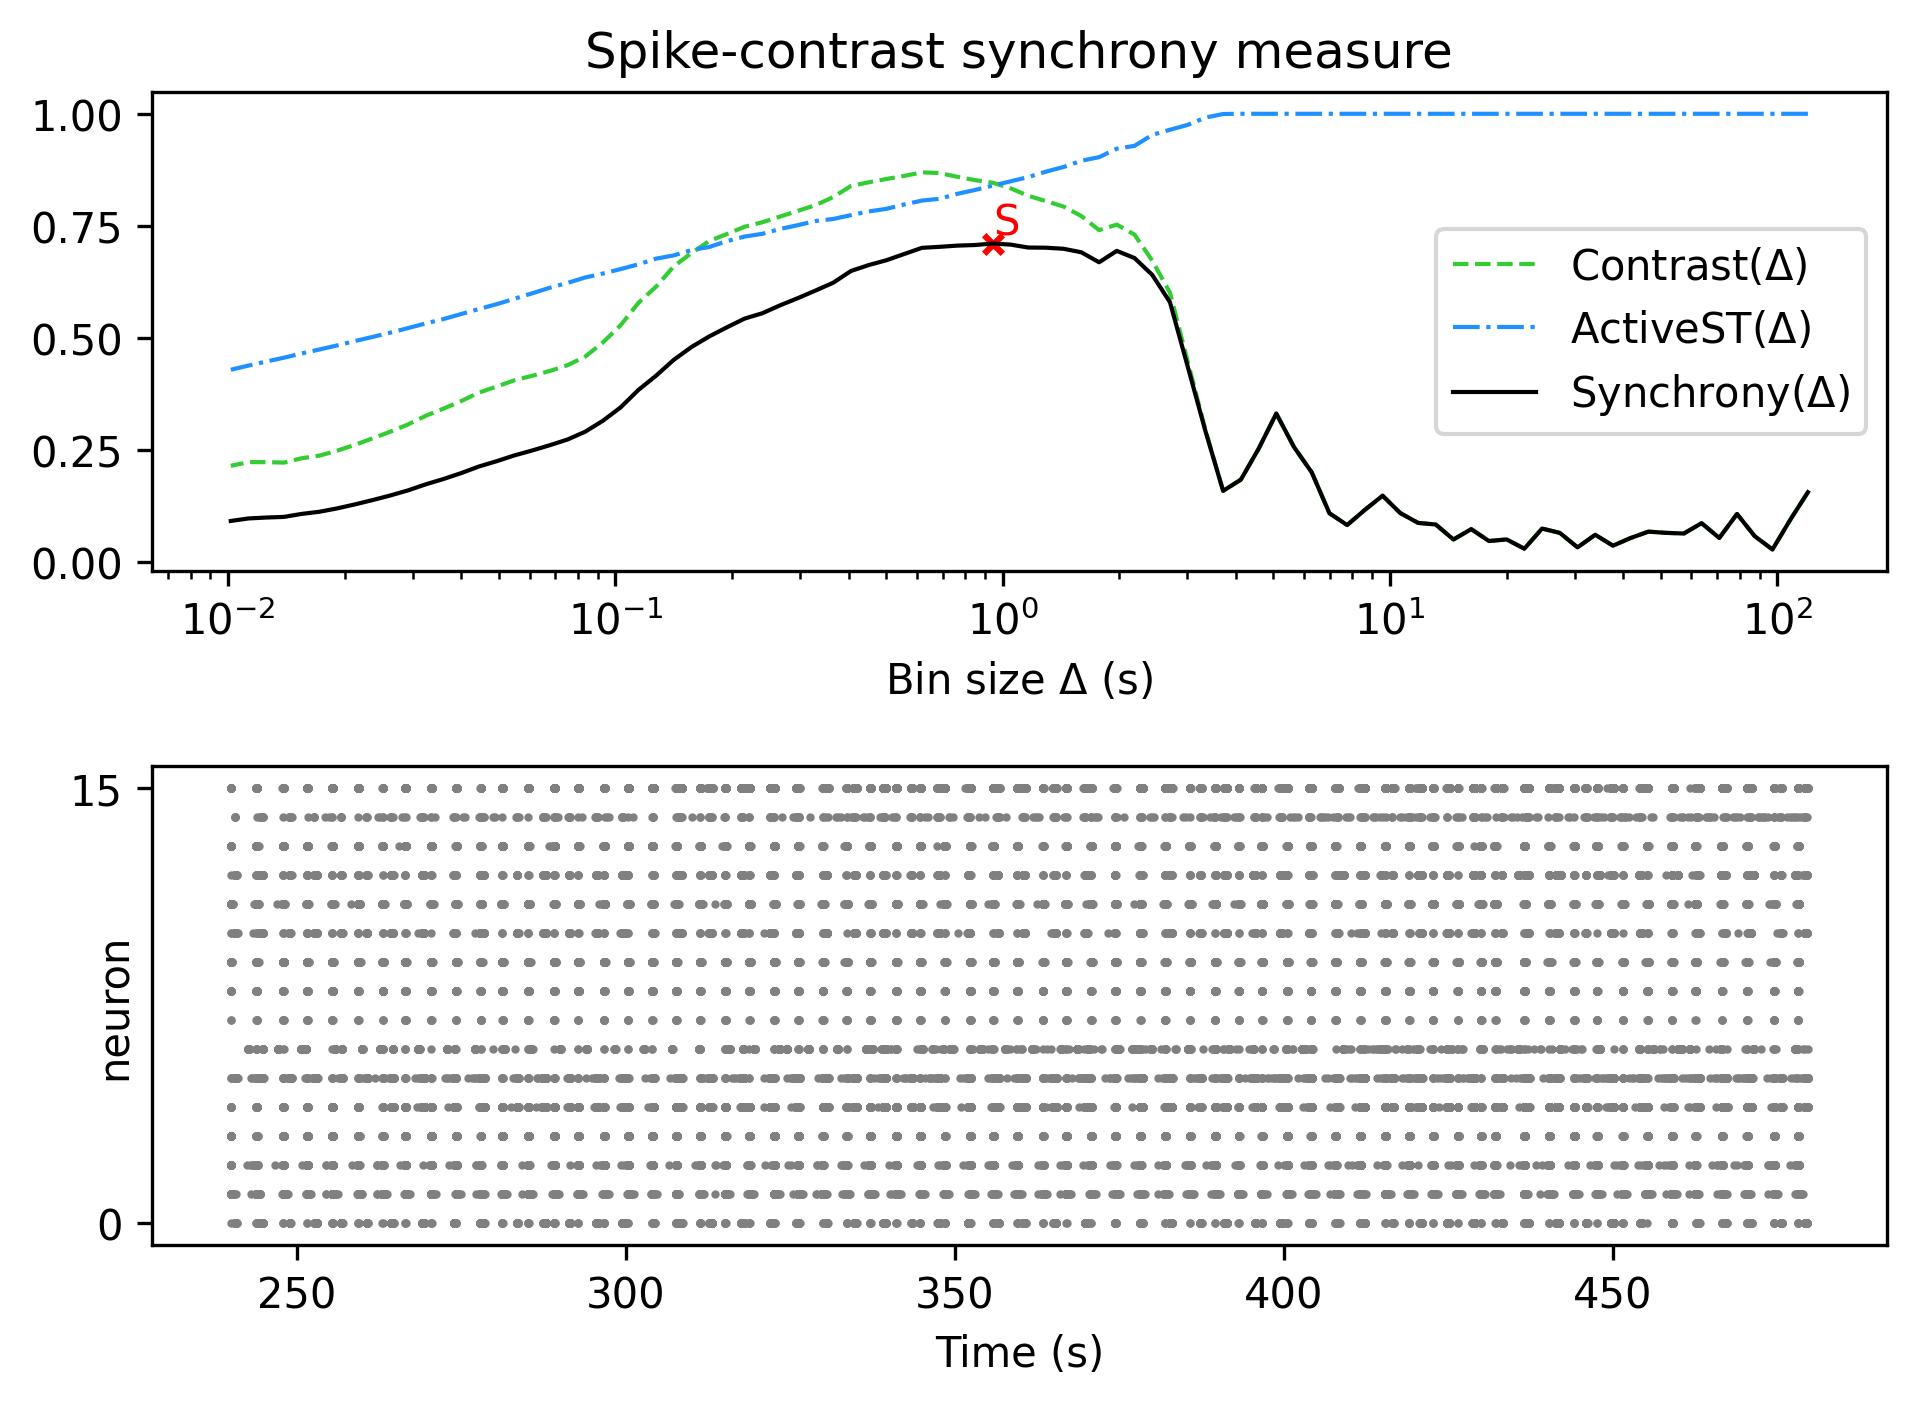 Spike-contrast synchrony measure
1.00
0.75
0.50
0.25
0.00
S
Contrast(Δ)
ActiveST(Δ)
Synchrony(Δ)
10⁻² 10⁻¹ 10⁰ 10¹ 10²
Bin size Δ (s)
15
0
neuron
250 300 350 400 450
Time (s)